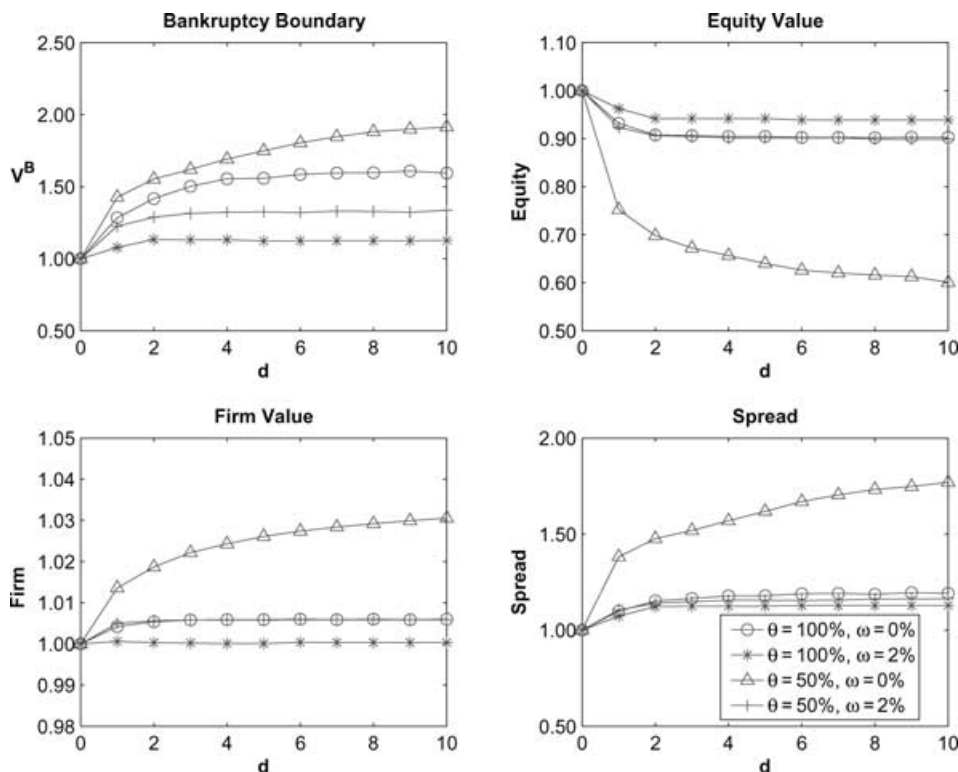 Bankruptcy Boundary
2.50
2.00
1.50
1.00
0.50
V^B
0 2 4 6 8 10
d
Equity Value
1.10
1.00
0.90
0.80
0.70
0.60
0.50
Equity
0 2 4 6 8 10
d
Firm Value
1.05
1.04
1.03
1.02
1.01
1.00
0.99
0.98
Firm
0 2 4 6 8 10
d
Spread
2.00
1.50
1.00
0.50
Spread
θ = 100%, ω = 0%
θ = 100%, ω = 2%
θ = 50%, ω = 0%
θ = 50%, ω = 2%
0 2 4 6 8 10
d